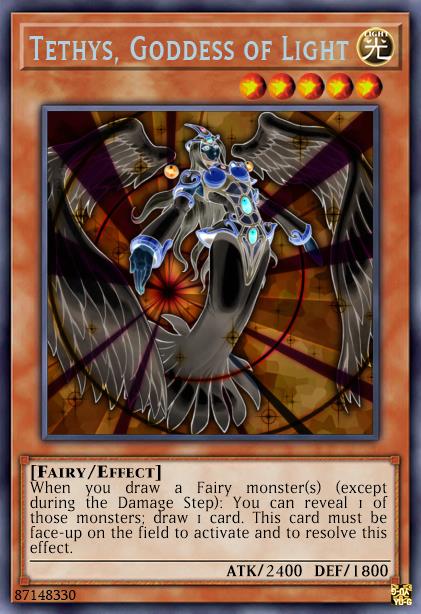 Tethys, Goddess of Light
LIGHT
光
[Fairy/Effect]
When you draw a Fairy monster(s) (except
during the Damage Step): You can reveal 1 of
those monsters; draw 1 card. This card must be
face-up on the field to activate and to resolve this
effect.
ATK/2400 DEF/1800
87148330